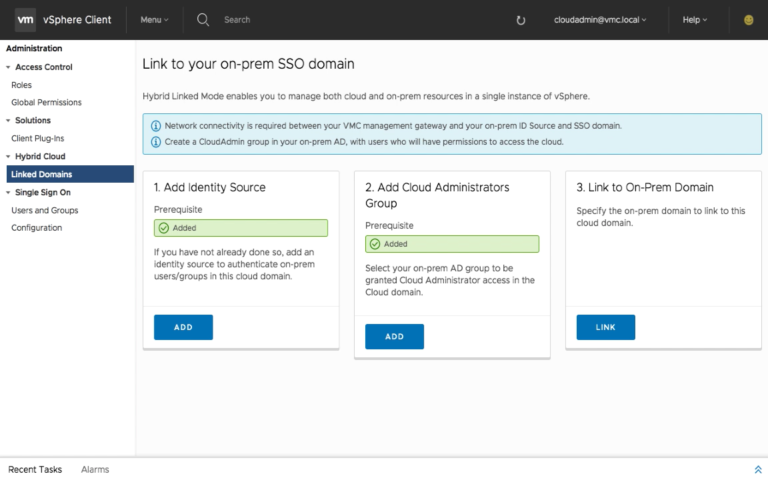 vm vSphere Client Menu Search cloudadmin@vmc.local Help
Administration
Access Control
Roles
Global Permissions
Solutions
Client Plug-Ins
Hybrid Cloud
Linked Domains
Single Sign On
Users and Groups
Configuration
Link to your on-prem SSO domain
Hybrid Linked Mode enables you to manage both cloud and on-prem resources in a single instance of vSphere.
Network connectivity is required between your VMC management gateway and your on-prem ID Source and SSO domain.
Create a CloudAdmin group in your on-prem AD, with users who will have permissions to access the cloud.
1. Add Identity Source
Prerequisite
Added
If you have not already done so, add an
identity source to authenticate on-prem
users/groups in this cloud domain.
ADD
2. Add Cloud Administrators
Group
Prerequisite
Added
Select your on-prem AD group to be
granted Cloud Administrator access in the
Cloud domain.
ADD
3. Link to On-Prem Domain
Specify the on-prem domain to link to this
cloud domain.
LINK
Recent Tasks Alarms